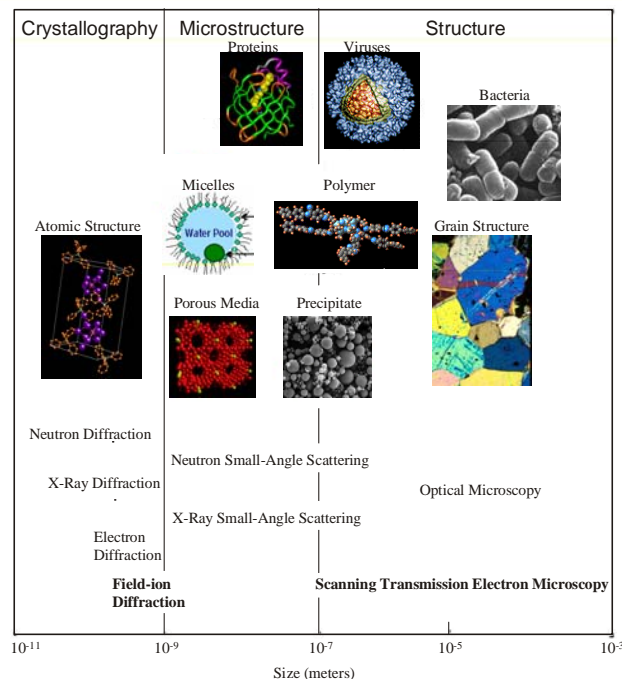 Crystallography Microstructure Structure
Proteins Viruses
Bacteria
Micelles Polymer
Atomic Structure Grain Structure
Water Pool
Porous Media Precipitate
Neutron Diffraction
Neutron Small-Angle Scattering
X-Ray Diffraction
Optical Microscopy
X-Ray Small-Angle Scattering
Electron
Diffraction
Field-ion
Diffraction
Scanning Transmission Electron Microscopy
10⁻¹¹ 10⁻⁹ 10⁻⁷ 10⁻⁵ 10⁻³
Size (meters)